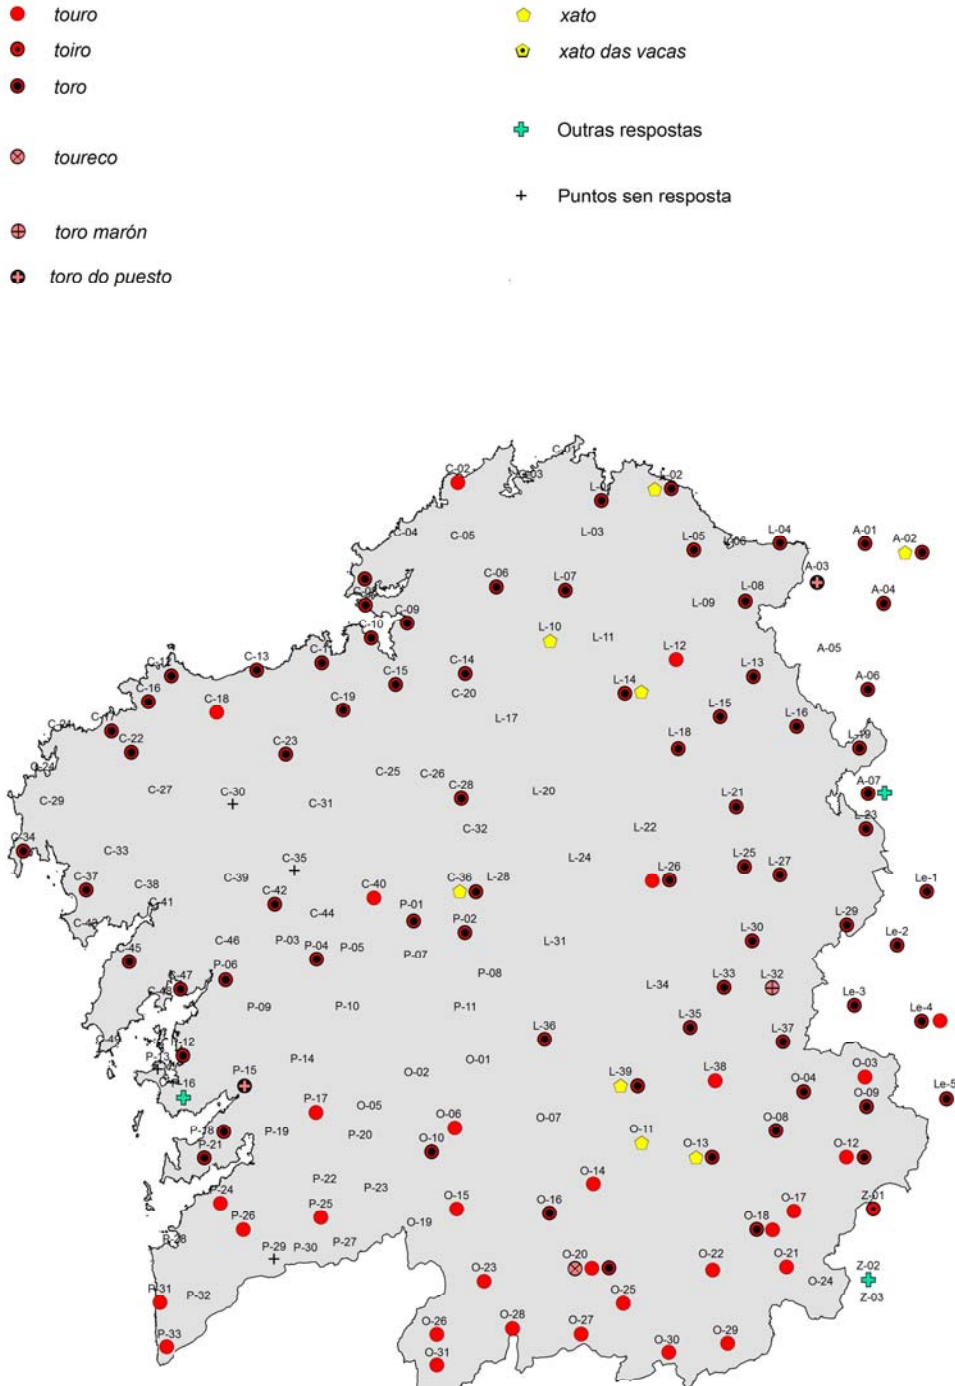 touro
xato
toiro
xato das vacas
toro
Outras respostas
toureco
Puntos sen resposta
toro marón
toro do puesto
C-01
C-02
C-03
L-02
C-04
C-05
L-03
L-04
A-01
L-05
A-02
A-03
C-06
L-07
L-08
A-04
L-09
C-09
C-10
L-10
L-11
L-12
A-05
C-13
C-14
L-13
C-15
L-14
A-06
C-16
C-18
C-19
C-20
L-15
L-16
L-17
C-22
C-23
L-18
L-19
C-25
C-26
C-27
C-28
L-20
A-07
C-29
C-30
C-31
L-21
L-23
C-32
L-22
C-34
C-33
C-35
L-24
L-25
L-27
C-37
C-38
C-39
C-40
C-36
L-28
L-26
Le-1
C-41
C-42
C-44
P-01
P-02
L-29
C-43
C-46
P-03
P-04
P-05
P-07
L-31
L-30
Le-2
C-45
P-06
P-08
C-47
L-34
L-33
L-32
C-48
P-09
P-10
P-11
Le-3
Le-4
C-49
L-35
L-36
L-37
P-12
P-13
P-14
O-01
P-15
O-02
L-39
L-38
O-03
P-16
O-04
Le-5
P-17
O-05
O-06
O-07
O-09
P-18
P-19
P-20
O-08
O-10
O-11
O-13
O-12
P-21
P-22
P-23
O-14
P-24
P-25
O-15
O-16
O-17
Z-01
P-26
O-19
O-18
P-28
P-29
P-30
P-27
O-20
O-22
O-21
O-24
Z-02
O-23
P-31
P-32
O-25
Z-03
P-33
O-26
O-28
O-27
O-29
O-31
O-30